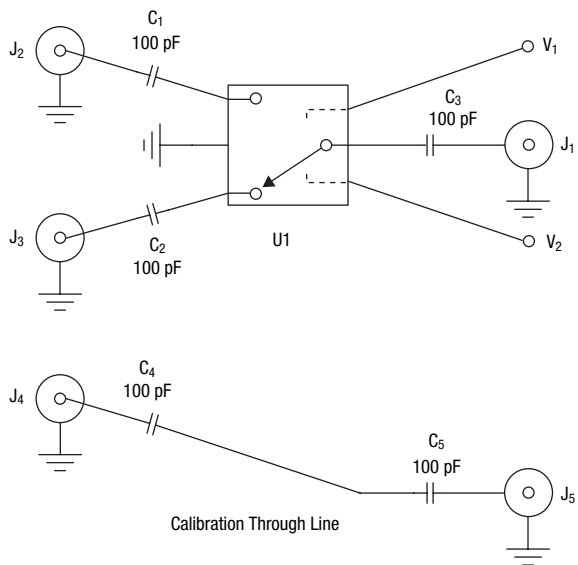 C1
100 pF
J2
V1
C3
100 pF
J1
J3
C2
100 pF
U1
V2
C4
100 pF
J4
C5
100 pF
J5
Calibration Through Line